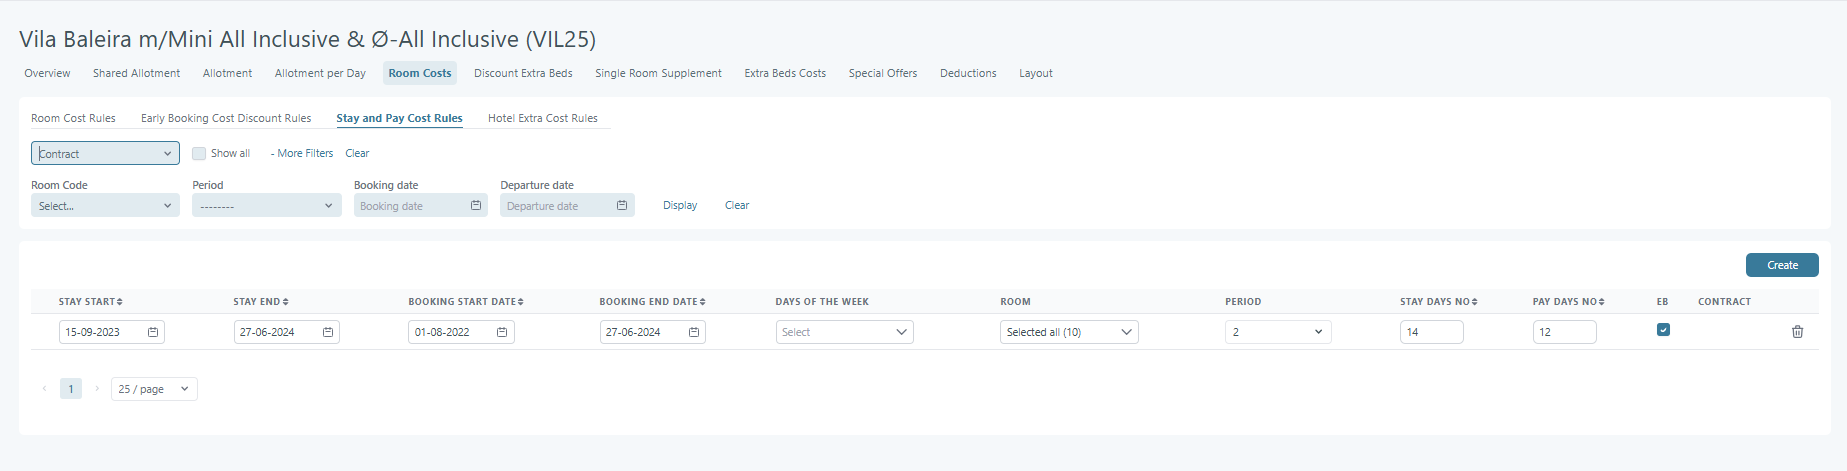 Vila Baleira m/Mini All Inclusive & Ø-All Inclusive (VIL25)
Overview Shared Allotment Allotment Allotment per Day Room Costs Discount Extra Beds Single Room Supplement Extra Beds Costs Special Offers Deductions Layout
Room Cost Rules Early Booking Cost Discount Rules Stay and Pay Cost Rules Hotel Extra Cost Rules
Contract Show all - More Filters Clear
Room Code Period Booking date Departure date
Select... -------- Booking date Departure date Display Clear
Create
STAY START STAY END BOOKING START DATE BOOKING END DATE DAYS OF THE WEEK ROOM PERIOD STAY DAYS NO PAY DAYS NO EB CONTRACT
15-09-2023 27-06-2024 01-08-2022 27-06-2024 Select Selected all (10) 2 14 12
1 25 / page